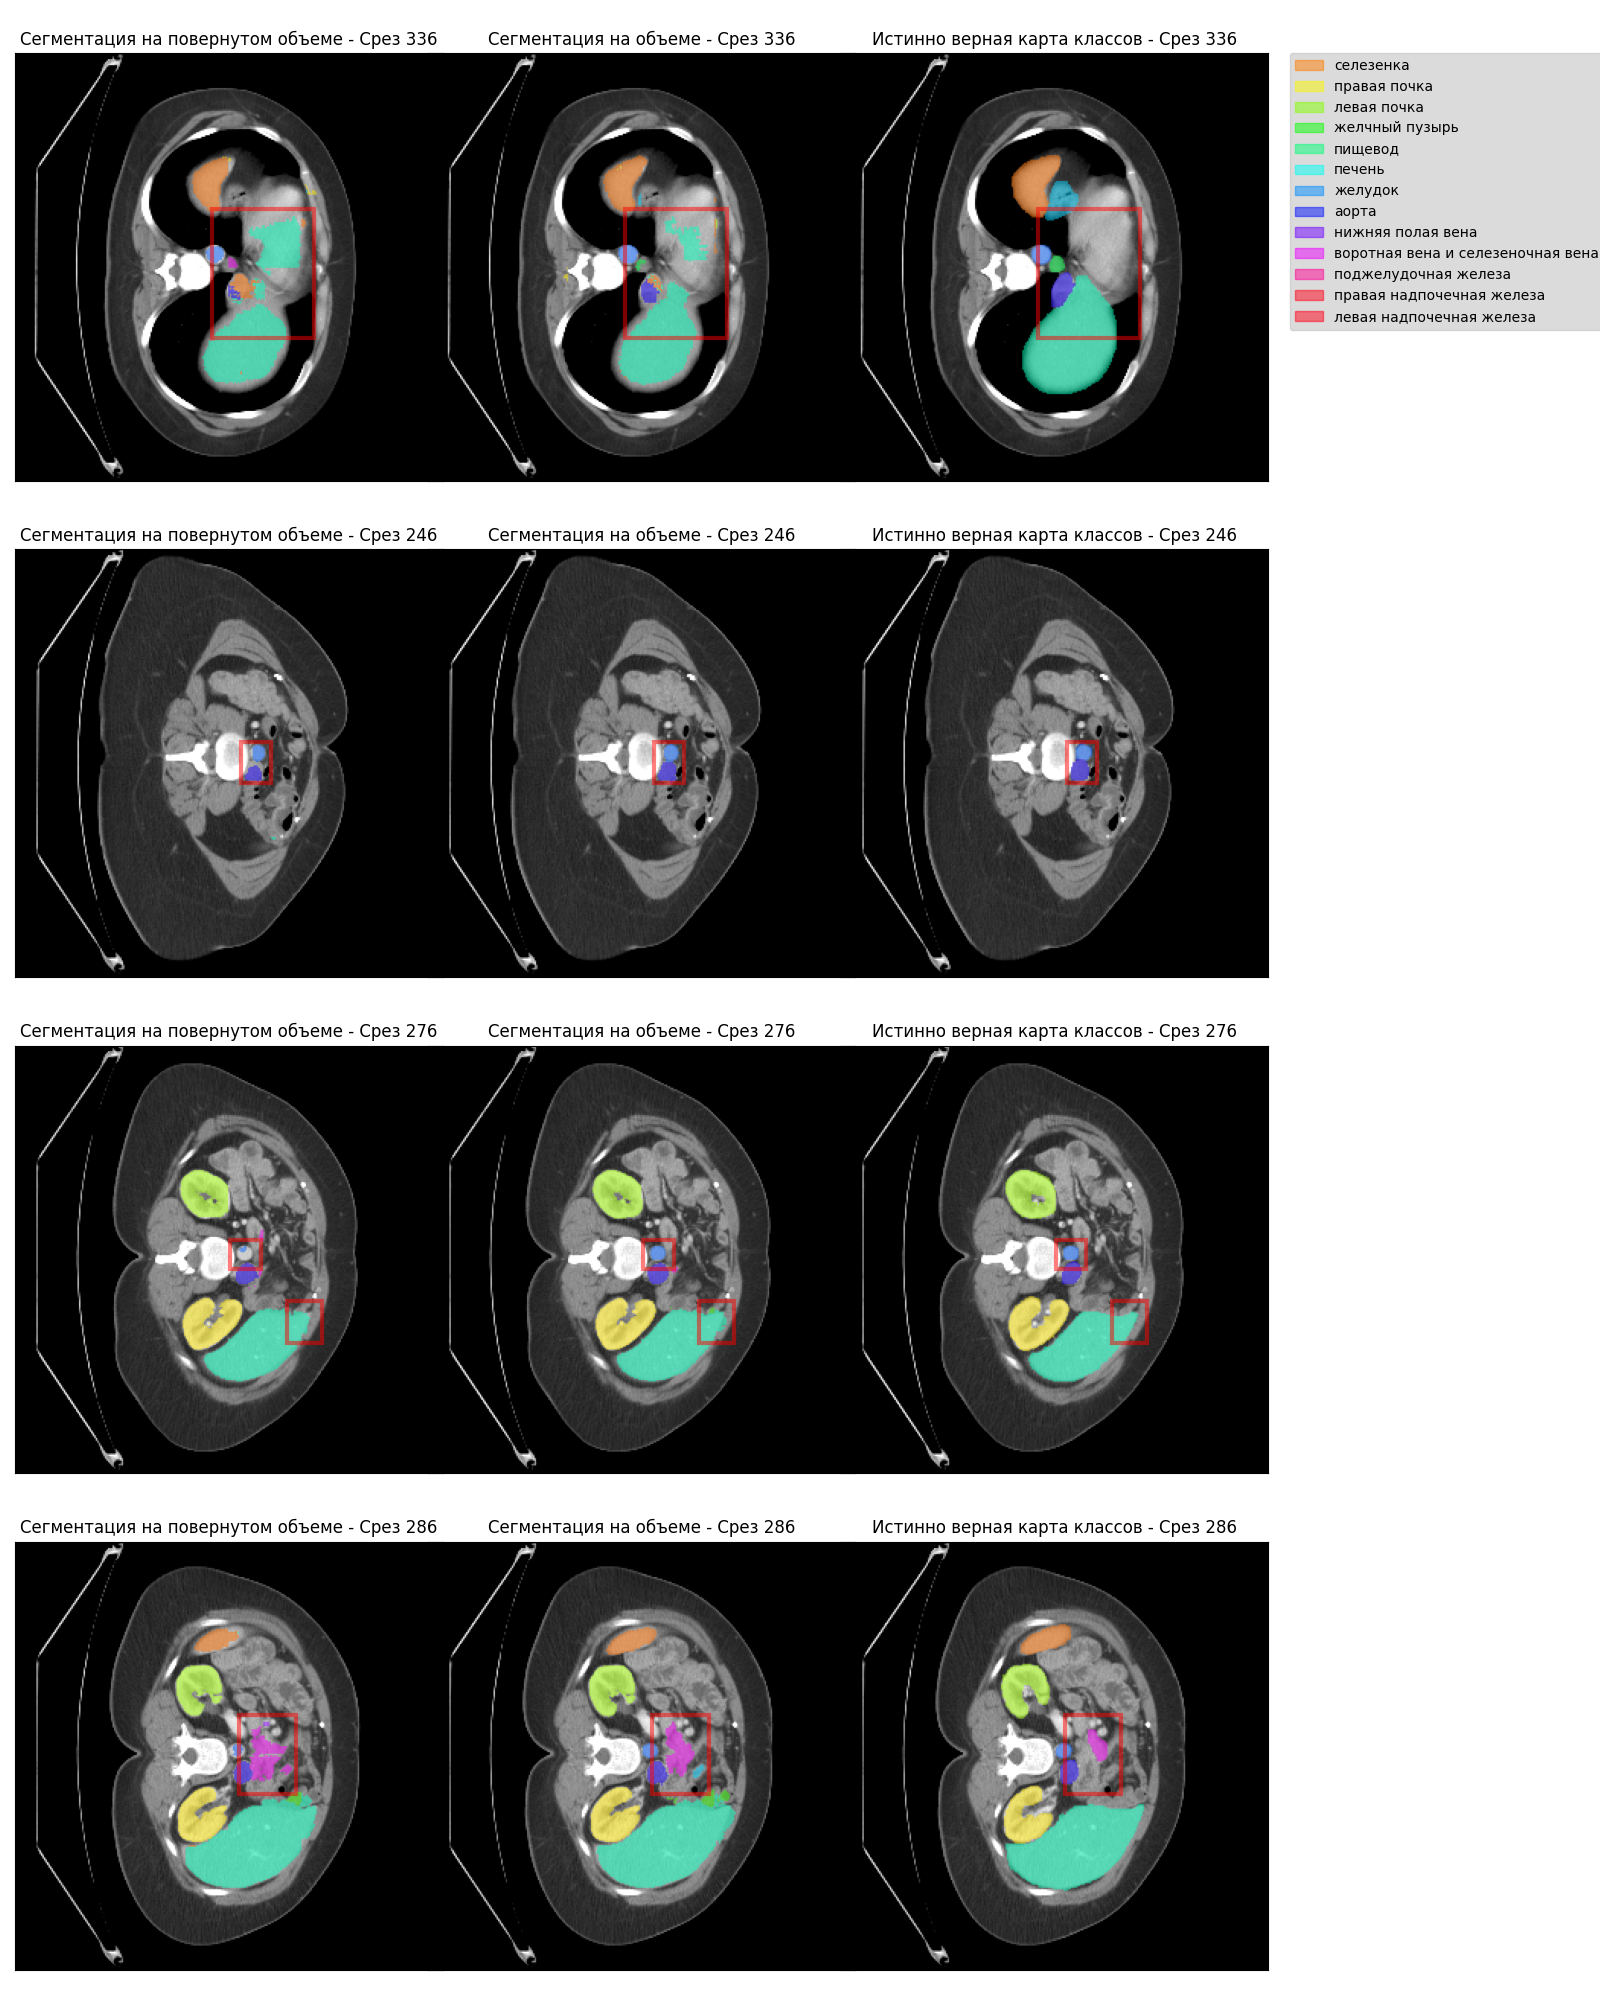 Сегментация на повернутом объеме - Срез 336
Сегментация на объеме - Срез 336
Истинно верная карта классов - Срез 336
селезенка
правая почка
левая почка
желчный пузырь
пищевод
печень
желудок
аорта
нижняя полая вена
воротная вена и селезеночная вена
поджелудочная железа
правая надпочечная железа
левая надпочечная железа
Сегментация на повернутом объеме - Срез 246
Сегментация на объеме - Срез 246
Истинно верная карта классов - Срез 246
Сегментация на повернутом объеме - Срез 276
Сегментация на объеме - Срез 276
Истинно верная карта классов - Срез 276
Сегментация на повернутом объеме - Срез 286
Сегментация на объеме - Срез 286
Истинно верная карта классов - Срез 286